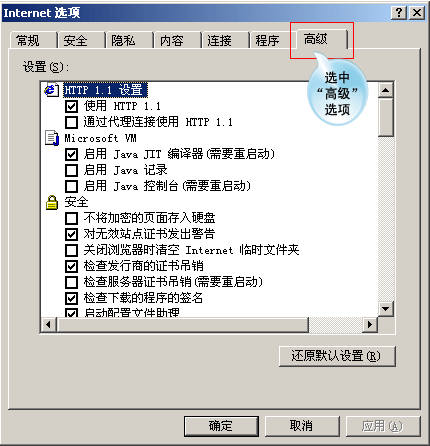 Internet 选项
常规 安全 隐私 内容 连接 程序 高级
设置(S):
选中
“高级”
选项
HTTP 1.1 设置
使用 HTTP 1.1
通过代理连接使用 HTTP 1.1
Microsoft VM
启用 Java JIT 编译器(需要重启动)
启用 Java 记录
启用 Java 控制台(需要重启动)
安全
不将加密的页面存入硬盘
对无效站点证书发出警告
关闭浏览器时清空 Internet 临时文件夹
检查发行商的证书吊销
检查服务器证书吊销(需要重启动)
检查下载的程序的签名
启动配置文件助理
还原默认设置(R)
确定 取消 应用(A)